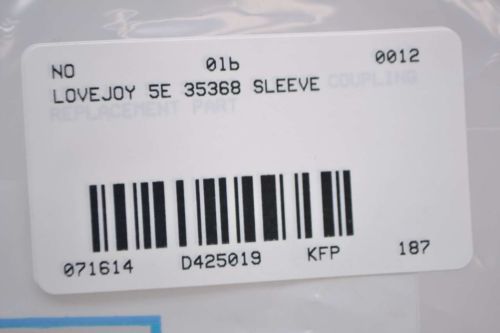 NO 01b 0012
LOVEJOY 5E 35368 SLEEVE COUPLING
REPLACEMENT PART
071614 D425019 KFP 187